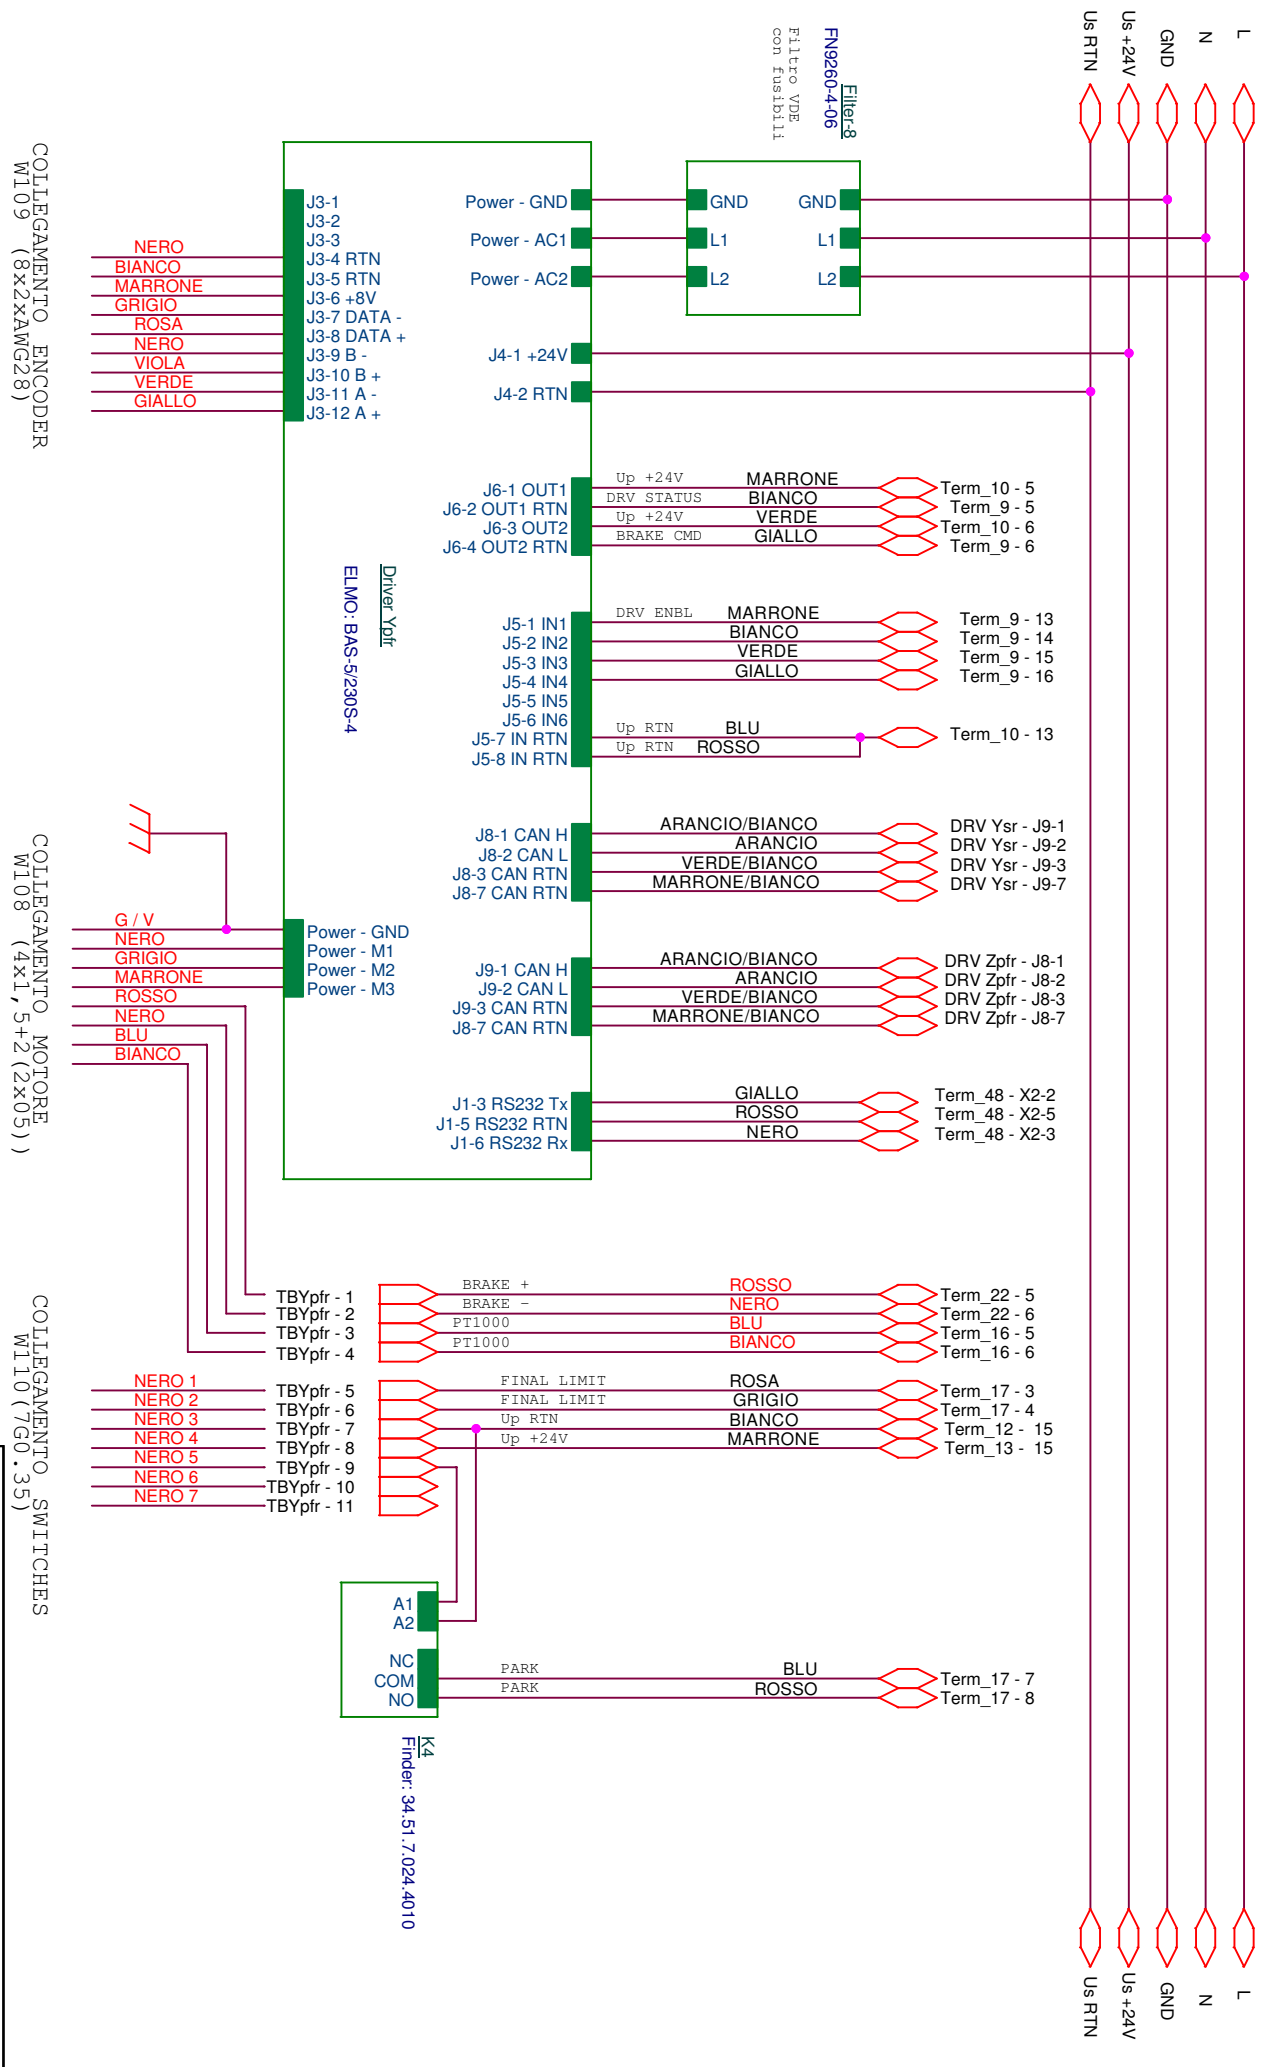 L
N
GND
Us +24V
Us RTN
Filter-8
FN9260-4-06
Filtro VDE
con fusibili
GND
L1
L2
GND
L1
L2
Power - GND
Power - AC1
Power - AC2
J4-1 +24V
J4-2 RTN
J3-1
J3-2
J3-3
J3-4 RTN
J3-5 RTN
J3-6 +8V
J3-7 DATA -
J3-8 DATA +
J3-9 B -
J3-10 B +
J3-11 A -
J3-12 A +
NERO
BIANCO
MARRONE
GRIGIO
ROSA
NERO
VIOLA
VERDE
GIALLO
COLLEGAMENTO ENCODER
W109 (8x2xAWG28)
J6-1 OUT1 Up +24V MARRONE Term_10 - 5
J6-2 OUT1 RTN DRV STATUS BIANCO Term_9 - 5
J6-3 OUT2 Up +24V VERDE Term_10 - 6
J6-4 OUT2 RTN BRAKE CMD GIALLO Term_9 - 6
Driver Ypfr
ELMO: BAS-5/230S-4
J5-1 IN1 DRV ENBL MARRONE Term_9 - 13
J5-2 IN2 BIANCO Term_9 - 14
J5-3 IN3 VERDE Term_9 - 15
J5-4 IN4 GIALLO Term_9 - 16
J5-5 IN5
J5-6 IN6
J5-7 IN RTN Up RTN BLU Term_10 - 13
J5-8 IN RTN Up RTN ROSSO
J8-1 CAN H ARANCIO/BIANCO DRV Ysr - J9-1
J8-2 CAN L ARANCIO DRV Ysr - J9-2
J8-3 CAN RTN VERDE/BIANCO DRV Ysr - J9-3
J8-7 CAN RTN MARRONE/BIANCO DRV Ysr - J9-7
J9-1 CAN H ARANCIO/BIANCO DRV Zpfr - J8-1
J9-2 CAN L ARANCIO DRV Zpfr - J8-2
J9-3 CAN RTN VERDE/BIANCO DRV Zpfr - J8-3
J8-7 CAN RTN MARRONE/BIANCO DRV Zpfr - J8-7
J1-3 RS232 Tx GIALLO Term_48 - X2-2
J1-5 RS232 RTN ROSSO Term_48 - X2-5
J1-6 RS232 Rx NERO Term_48 - X2-3
G / V Power - GND
NERO Power - M1
GRIGIO Power - M2
MARRONE Power - M3
ROSSO
NERO
BLU
BIANCO
COLLEGAMENTO MOTORE
W108 (4x1,5+2(2x05))
TBYpfr - 1 BRAKE + ROSSO Term_22 - 5
TBYpfr - 2 BRAKE - NERO Term_22 - 6
TBYpfr - 3 PT1000 BLU Term_16 - 5
TBYpfr - 4 PT1000 BIANCO Term_16 - 6
NERO 1 TBYpfr - 5 FINAL LIMIT ROSA Term_17 - 3
NERO 2 TBYpfr - 6 FINAL LIMIT GRIGIO Term_17 - 4
NERO 3 TBYpfr - 7 Up RTN BIANCO Term_12 - 15
NERO 4 TBYpfr - 8 Up +24V MARRONE Term_13 - 15
NERO 5 TBYpfr - 9
NERO 6 TBYpfr - 10
NERO 7 TBYpfr - 11
COLLEGAMENTO SWITCHES
W110(7G0.35)
A1
A2
NC
COM PARK BLU Term_17 - 7
NO PARK ROSSO Term_17 - 8
K4
Finder: 34.51.7.024.4010
L
N
GND
Us +24V
Us RTN